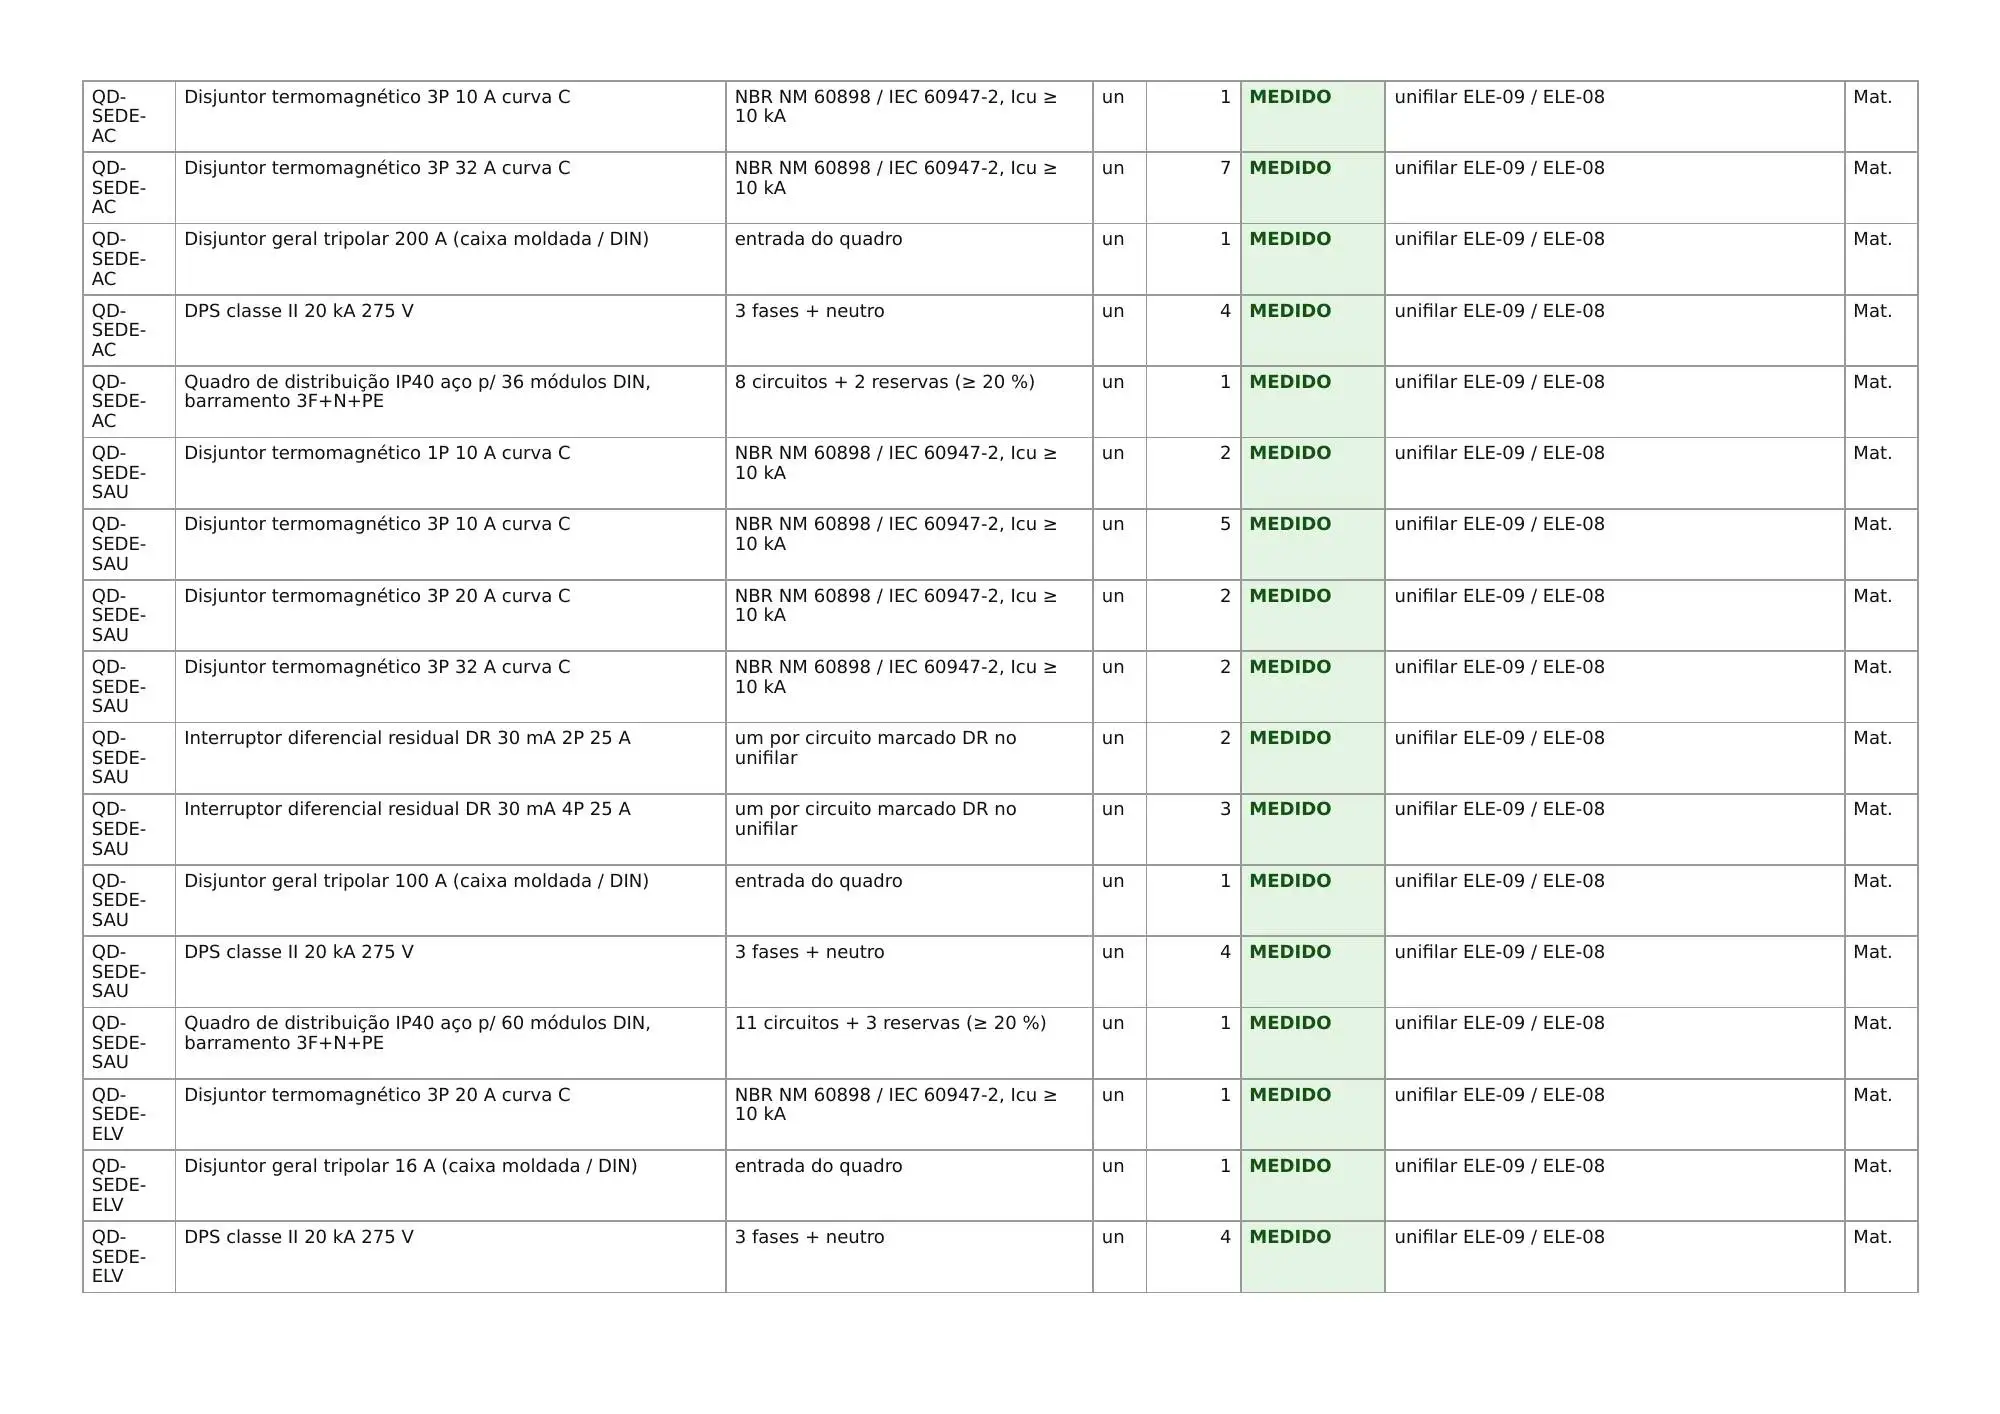 QD- Disjuntor termomagnético 3P 10 A curva C NBR NM 60898 / IEC 60947-2, Icu ≥ un 1 MEDIDO unifilar ELE-09 / ELE-08 Mat.
SEDE- 10 kA
AC
QD- Disjuntor termomagnético 3P 32 A curva C NBR NM 60898 / IEC 60947-2, Icu ≥ un 7 MEDIDO unifilar ELE-09 / ELE-08 Mat.
SEDE- 10 kA
AC
QD- Disjuntor geral tripolar 200 A (caixa moldada / DIN) entrada do quadro un 1 MEDIDO unifilar ELE-09 / ELE-08 Mat.
SEDE-
AC
QD- DPS classe II 20 kA 275 V 3 fases + neutro un 4 MEDIDO unifilar ELE-09 / ELE-08 Mat.
SEDE-
AC
QD- Quadro de distribuição IP40 aço p/ 36 módulos DIN, 8 circuitos + 2 reservas (≥ 20 %) un 1 MEDIDO unifilar ELE-09 / ELE-08 Mat.
SEDE- barramento 3F+N+PE
AC
QD- Disjuntor termomagnético 1P 10 A curva C NBR NM 60898 / IEC 60947-2, Icu ≥ un 2 MEDIDO unifilar ELE-09 / ELE-08 Mat.
SEDE- 10 kA
SAU
QD- Disjuntor termomagnético 3P 10 A curva C NBR NM 60898 / IEC 60947-2, Icu ≥ un 5 MEDIDO unifilar ELE-09 / ELE-08 Mat.
SEDE- 10 kA
SAU
QD- Disjuntor termomagnético 3P 20 A curva C NBR NM 60898 / IEC 60947-2, Icu ≥ un 2 MEDIDO unifilar ELE-09 / ELE-08 Mat.
SEDE- 10 kA
SAU
QD- Disjuntor termomagnético 3P 32 A curva C NBR NM 60898 / IEC 60947-2, Icu ≥ un 2 MEDIDO unifilar ELE-09 / ELE-08 Mat.
SEDE- 10 kA
SAU
QD- Interruptor diferencial residual DR 30 mA 2P 25 A um por circuito marcado DR no un 2 MEDIDO unifilar ELE-09 / ELE-08 Mat.
SEDE- unifilar
SAU
QD- Interruptor diferencial residual DR 30 mA 4P 25 A um por circuito marcado DR no un 3 MEDIDO unifilar ELE-09 / ELE-08 Mat.
SEDE- unifilar
SAU
QD- Disjuntor geral tripolar 100 A (caixa moldada / DIN) entrada do quadro un 1 MEDIDO unifilar ELE-09 / ELE-08 Mat.
SEDE-
SAU
QD- DPS classe II 20 kA 275 V 3 fases + neutro un 4 MEDIDO unifilar ELE-09 / ELE-08 Mat.
SEDE-
SAU
QD- Quadro de distribuição IP40 aço p/ 60 módulos DIN, 11 circuitos + 3 reservas (≥ 20 %) un 1 MEDIDO unifilar ELE-09 / ELE-08 Mat.
SEDE- barramento 3F+N+PE
SAU
QD- Disjuntor termomagnético 3P 20 A curva C NBR NM 60898 / IEC 60947-2, Icu ≥ un 1 MEDIDO unifilar ELE-09 / ELE-08 Mat.
SEDE- 10 kA
ELV
QD- Disjuntor geral tripolar 16 A (caixa moldada / DIN) entrada do quadro un 1 MEDIDO unifilar ELE-09 / ELE-08 Mat.
SEDE-
ELV
QD- DPS classe II 20 kA 275 V 3 fases + neutro un 4 MEDIDO unifilar ELE-09 / ELE-08 Mat.
SEDE-
ELV